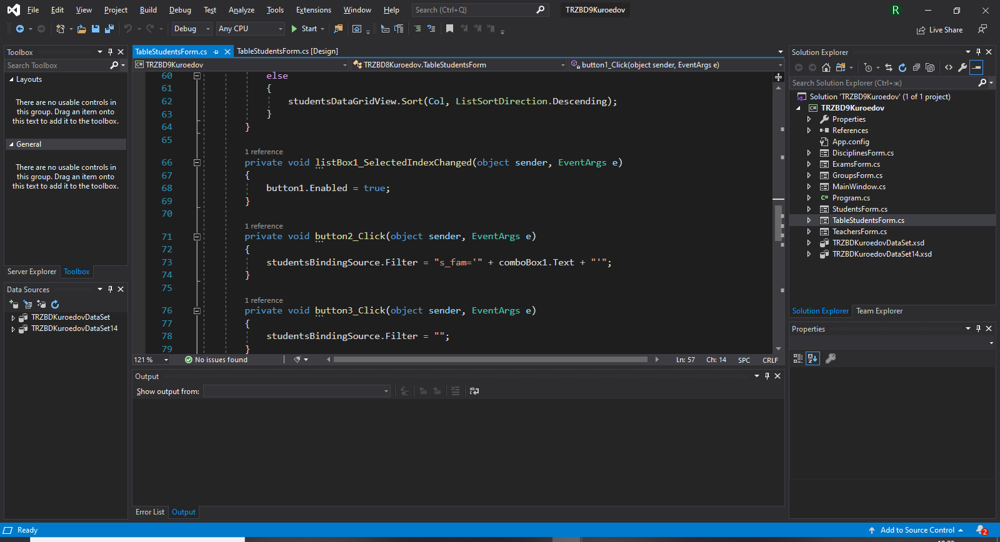 File Edit View Project Build Debug Test Analyze Tools Extensions Window Help Search (Ctrl+Q) TRZBD9Kuroedov R
Debug Any CPU Start Live Share
Toolbox
Search Toolbox
Layouts
There are no usable controls in
this group. Drag an item onto
this text to add it to the toolbox.
General
There are no usable controls in
this group. Drag an item onto
this text to add it to the toolbox.
Server Explorer Toolbox
Data Sources
TRZBDKuroedovDataSet
TRZBDKuroedovDataSet14
TableStudentsForm.cs TableStudentsForm.cs [Design]
C# TRZBD9Kuroedov TRZBD8Kuroedov.TableStudentsForm button1_Click(object sender, EventArgs e)
60 else
61 {
62 studentsDataGridView.Sort(Col, ListSortDirection.Descending);
63 }
64 }
65
1 reference
66 private void listBox1_SelectedIndexChanged(object sender, EventArgs e)
67 {
68 button1.Enabled = true;
69 }
70
1 reference
71 private void button2_Click(object sender, EventArgs e)
72 {
73 studentsBindingSource.Filter = "s_fam='" + comboBox1.Text + "'";
74 }
75
1 reference
76 private void button3_Click(object sender, EventArgs e)
77 {
78 studentsBindingSource.Filter = "";
79 }
121 % No issues found Ln: 57 Ch: 14 SPC CRLF
Output
Show output from:
Error List Output
Solution Explorer
Search Solution Explorer (Ctrl+ж)
Solution 'TRZBD9Kuroedov' (1 of 1 project)
C# TRZBD9Kuroedov
Properties
References
App.config
DisciplinesForm.cs
ExamsForm.cs
GroupsForm.cs
MainWindow.cs
C# Program.cs
StudentsForm.cs
TableStudentsForm.cs
TeachersForm.cs
TRZBDKuroedovDataSet.xsd
TRZBDKuroedovDataSet14.xsd
Solution Explorer Team Explorer
Properties
Ready Add to Source Control 2